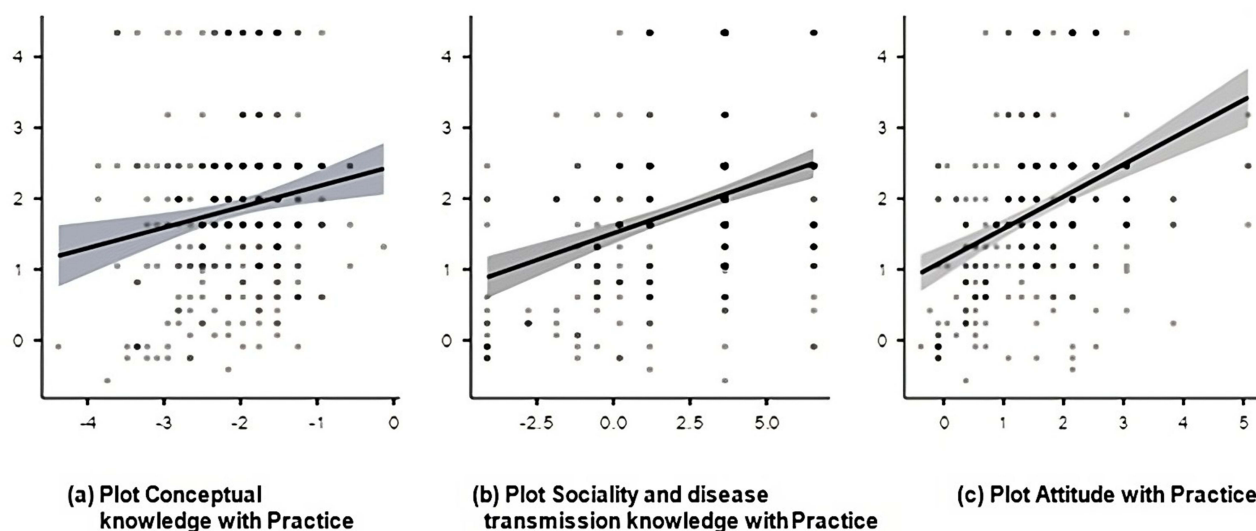 4
3
2
1
0
-4 -3 -2 -1 0
4
3
2
1
0
-2.5 0.0 2.5 5.0
4
3
2
1
0
0 1 2 3 4 5
(a) Plot Conceptual
knowledge with Practice
(b) Plot Sociality and disease
transmission knowledge with Practice
(c) Plot Attitude with Practice